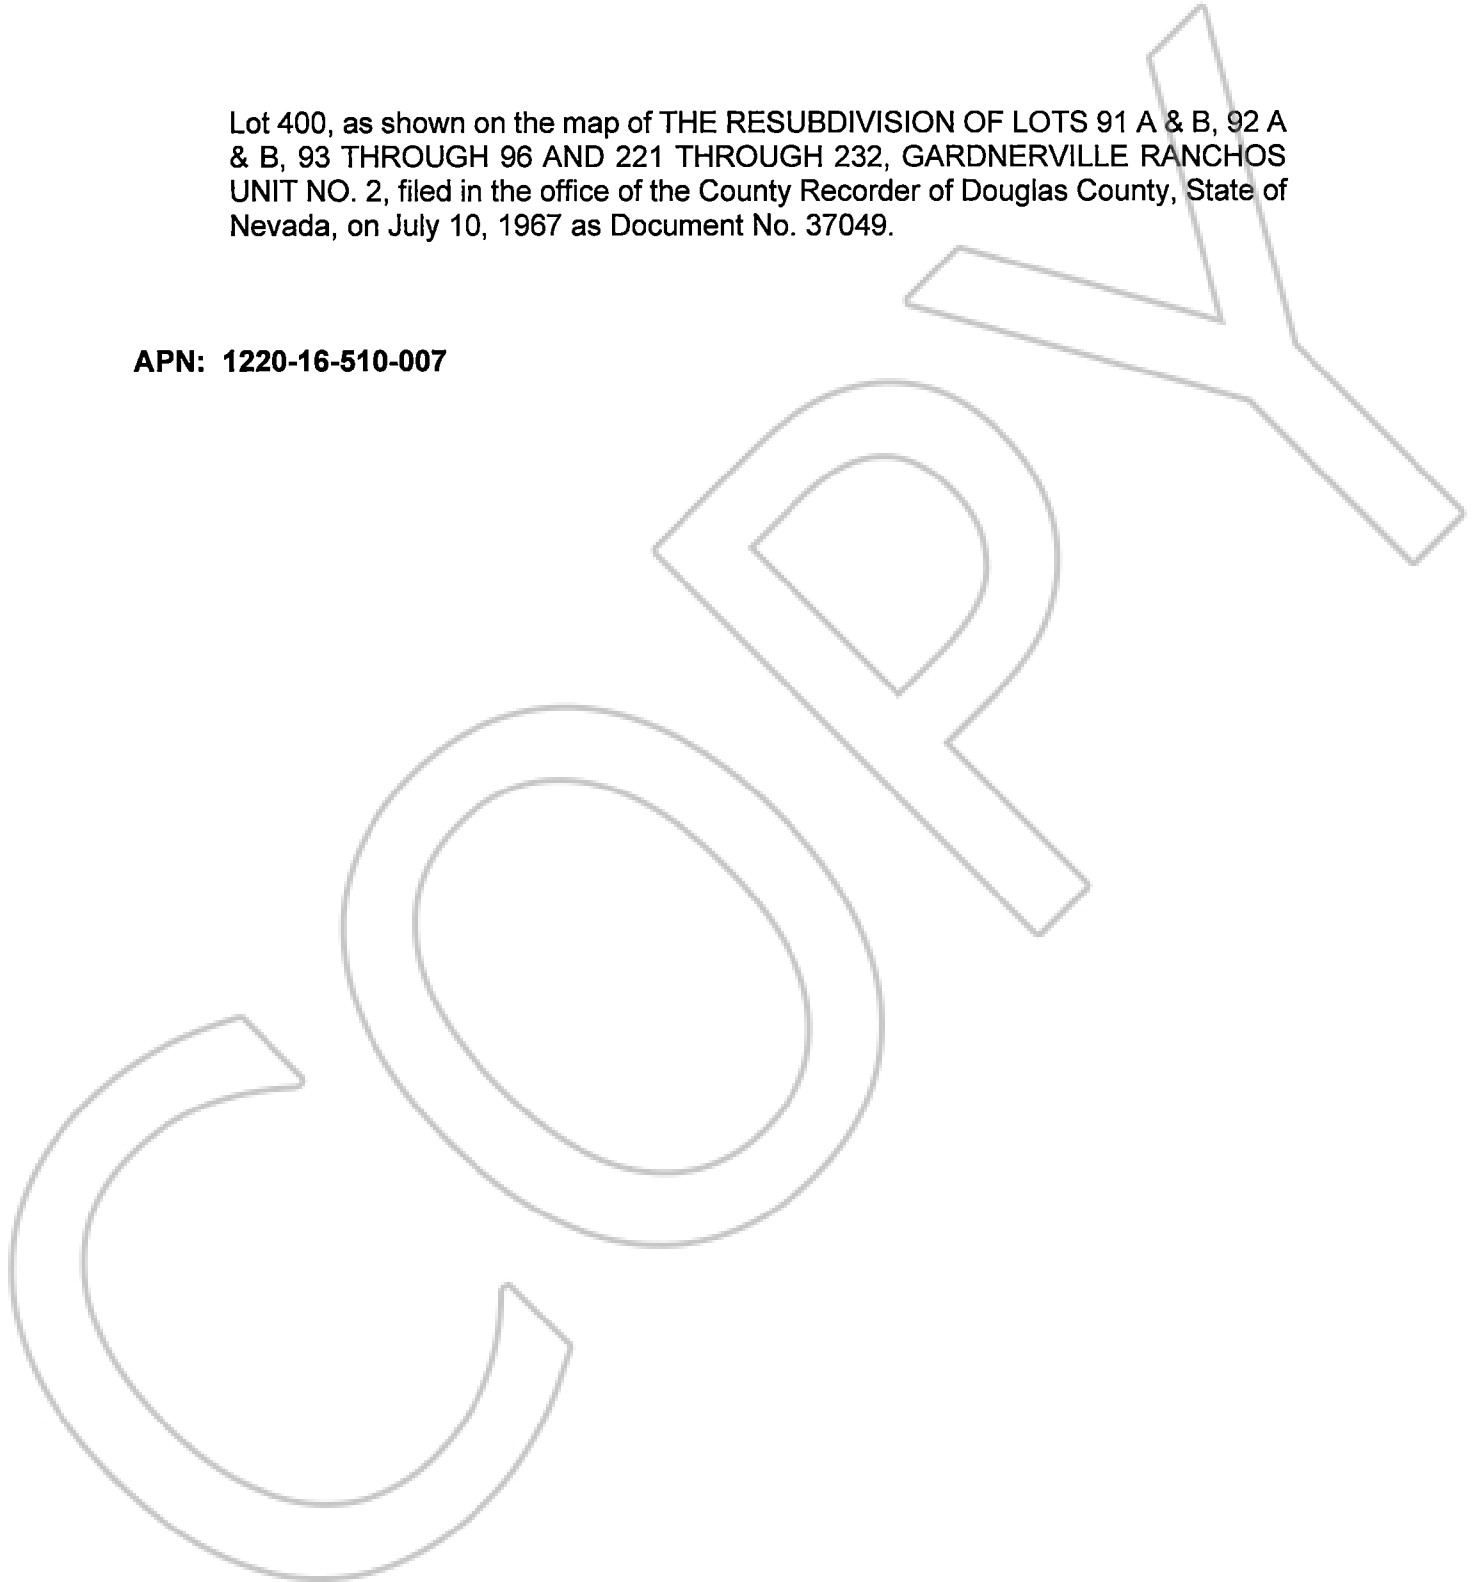 Lot 400, as shown on the map of THE RESUBDIVISION OF LOTS 91 A & B, 92 A
& B, 93 THROUGH 96 AND 221 THROUGH 232, GARDNERVILLE RANCHOS
UNIT NO. 2, filed in the office of the County Recorder of Douglas County, State of
Nevada, on July 10, 1967 as Document No. 37049.
APN: 1220-16-510-007
COPY